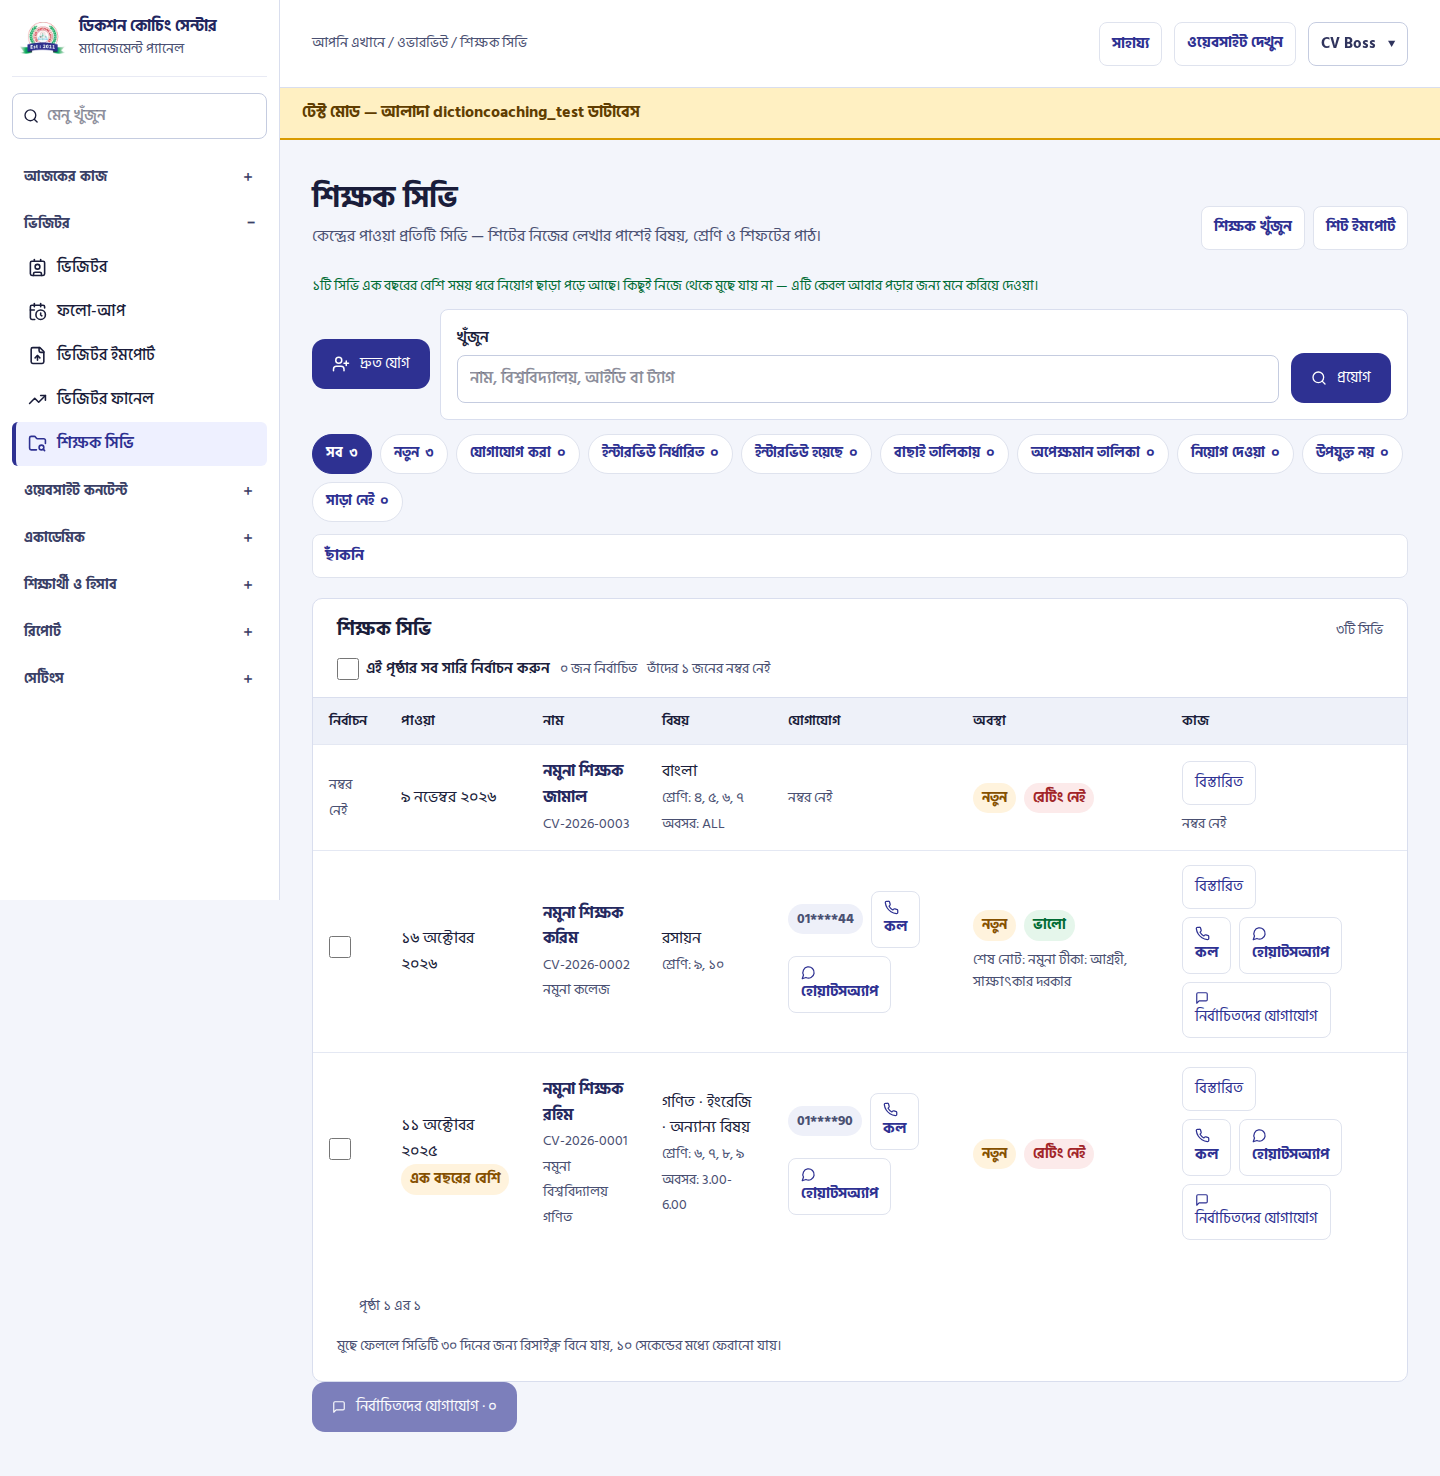 ডিকশন কোচিং সেন্টার
ম্যানেজমেন্ট প্যানেল
Est : 2011
মেনু খুঁজুন
আজকের কাজ +
ভিজিটর −
ভিজিটর
ফলো-আপ
ভিজিটর ইমপোর্ট
ভিজিটর ফানেল
শিক্ষক সিভি
ওয়েবসাইট কনটেন্ট +
একাডেমিক +
শিক্ষার্থী ও হিসাব +
রিপোর্ট +
সেটিংস +
আপনি এখানে / ওভারভিউ / শিক্ষক সিভি
সাহায্য
ওয়েবসাইট দেখুন
CV Boss ▼
টেস্ট মোড — আলাদা dictioncoaching_test ডাটাবেস
শিক্ষক সিভি
কেন্দ্রের পাওয়া প্রতিটি সিভি — শিটের নিজের লেখার পাশেই বিষয়, শ্রেণি ও শিফটের পাঠ।
শিক্ষক খুঁজুন
শিট ইমপোর্ট
১টি সিভি এক বছরের বেশি সময় ধরে নিয়োগ ছাড়া পড়ে আছে। কিছুই নিজে থেকে মুছে যায় না — এটি কেবল আবার পড়ার জন্য মনে করিয়ে দেওয়া।
দ্রুত যোগ
খুঁজুন
নাম, বিশ্ববিদ্যালয়, আইডি বা ট্যাগ
প্রয়োগ
সব ৩
নতুন ৩
যোগাযোগ করা ০
ইন্টারভিউ নির্ধারিত ০
ইন্টারভিউ হয়েছে ০
বাছাই তালিকায় ০
অপেক্ষমান তালিকা ০
নিয়োগ দেওয়া ০
উপযুক্ত নয় ০
সাড়া নেই ০
ছাঁকনি
শিক্ষক সিভি
৩টি সিভি
এই পৃষ্ঠার সব সারি নির্বাচন করুন ০ জন নির্বাচিত তাঁদের ১ জনের নম্বর নেই
নির্বাচন পাওয়া নাম বিষয় যোগাযোগ অবস্থা কাজ
নম্বর
নেই
৯ নভেম্বর ২০২৬
নমুনা শিক্ষক
জামাল
CV-2026-0003
বাংলা
শ্রেণি: ৪, ৫, ৬, ৭
অবসর: ALL
নম্বর নেই
নতুন
রেটিং নেই
বিস্তারিত
নম্বর নেই
১৬ অক্টোবর
২০২৬
নমুনা শিক্ষক
করিম
CV-2026-0002
নমুনা কলেজ
রসায়ন
শ্রেণি: ৯, ১০
01****44
কল
হোয়াটসঅ্যাপ
নতুন
ভালো
শেষ নোট: নমুনা টীকা: আগ্রহী,
সাক্ষাৎকার দরকার
বিস্তারিত
কল
হোয়াটসঅ্যাপ
নির্বাচিতদের যোগাযোগ
১১ অক্টোবর
২০২৫
এক বছরের বেশি
নমুনা শিক্ষক
রহিম
CV-2026-0001
নমুনা
বিশ্ববিদ্যালয়
গণিত
গণিত · ইংরেজি
· অন্যান্য বিষয়
শ্রেণি: ৬, ৭, ৮, ৯
অবসর: 3.00-
6.00
01****90
কল
হোয়াটসঅ্যাপ
নতুন
রেটিং নেই
বিস্তারিত
কল
হোয়াটসঅ্যাপ
নির্বাচিতদের যোগাযোগ
পৃষ্ঠা ১ এর ১
মুছে ফেললে সিভিটি ৩০ দিনের জন্য রিসাইক্ল বিনে যায়, ১০ সেকেন্ডের মধ্যে ফেরানো যায়।
নির্বাচিতদের যোগাযোগ · ০